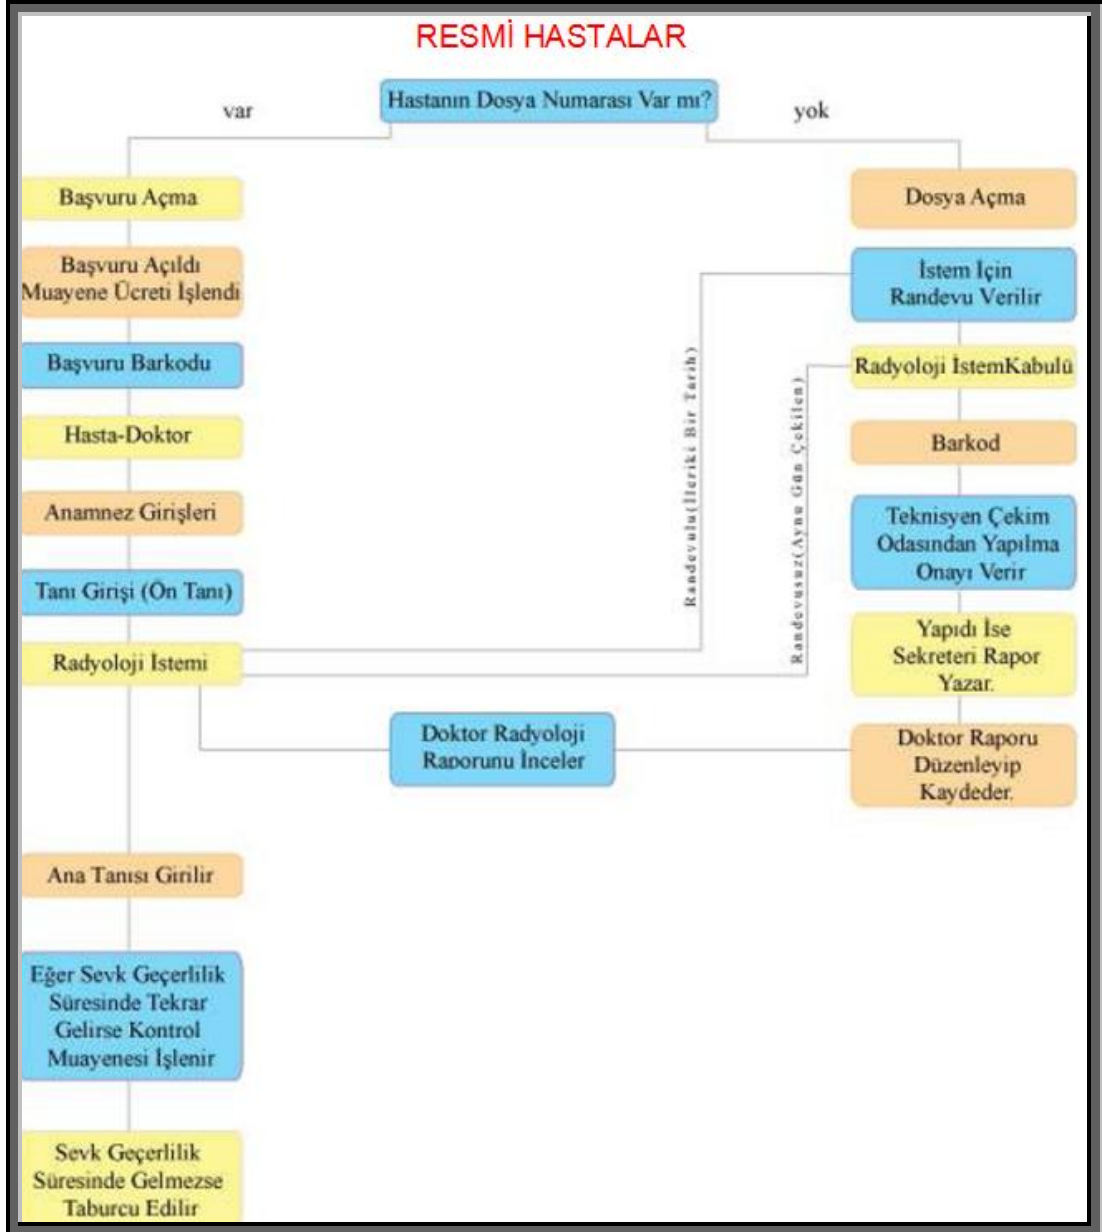 RESMİ HASTALAR
Hastanın Dosya Numarası Var mı?
var
yok
Başvuru Açma
Başvuru Açıldı
Muayene Ücreti İşlendi
Başvuru Barkodu
Hasta-Doktor
Anamnez Girişleri
Tanı Girişi (Ön Tanı)
Radyoloji İstemi
Dosya Açma
İstem İçin
Randevu Verilir
Radyoloji İstemKabulü
Barkod
Teknisyen Çekim
Odasından Yapılma
Onayı Verir
Yapıdı İse
Sekreteri Rapor
Yazar.
Doktor Raporu
Düzenleyip
Kaydeder.
Randevulu(İleriki Bir Tarih)
Randovusuz(Aynu Gün Çekilen)
Doktor Radyoloji
Raporunu İnceler
Ana Tanısı Girilir
Eğer Sevk Geçerlilik
Süresinde Tekrar
Gelirse Kontrol
Muayenesi İşlenir
Sevk Geçerlilik
Süresinde Gelmezse
Taburcu Edilir